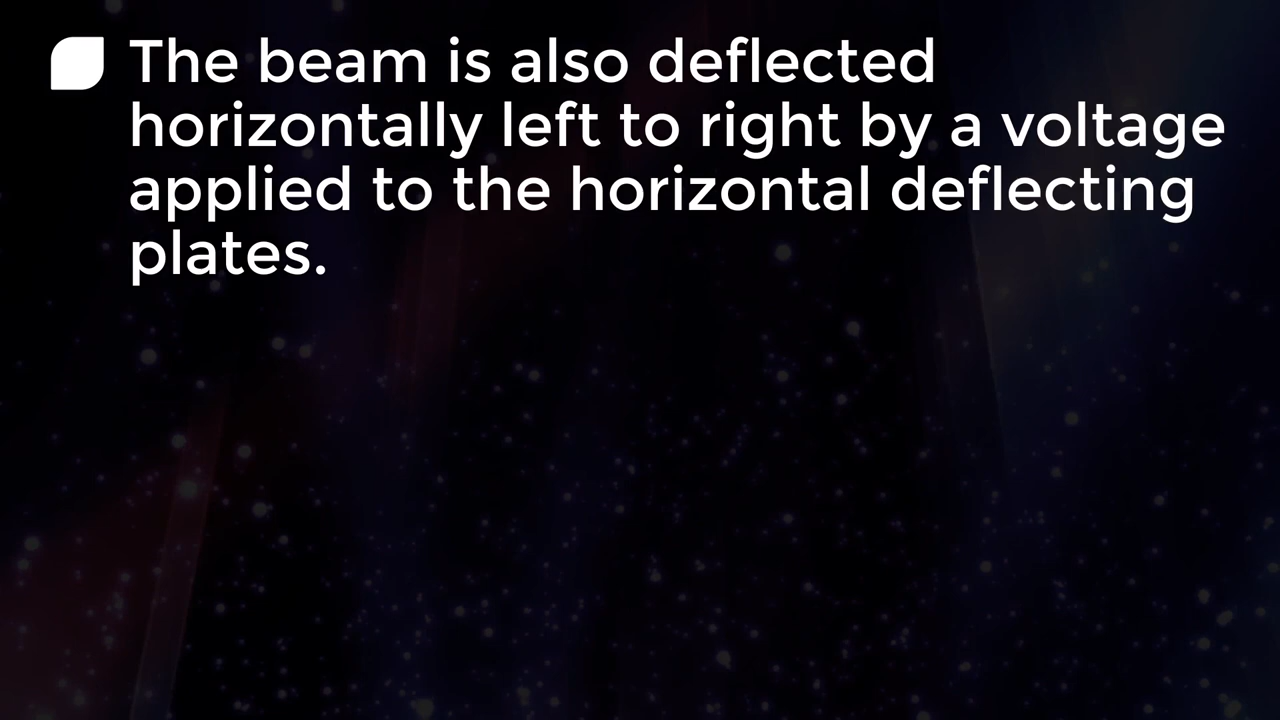 The beam is also deflected
horizontally left to right by a voltage
applied to the horizontal deflecting
plates.